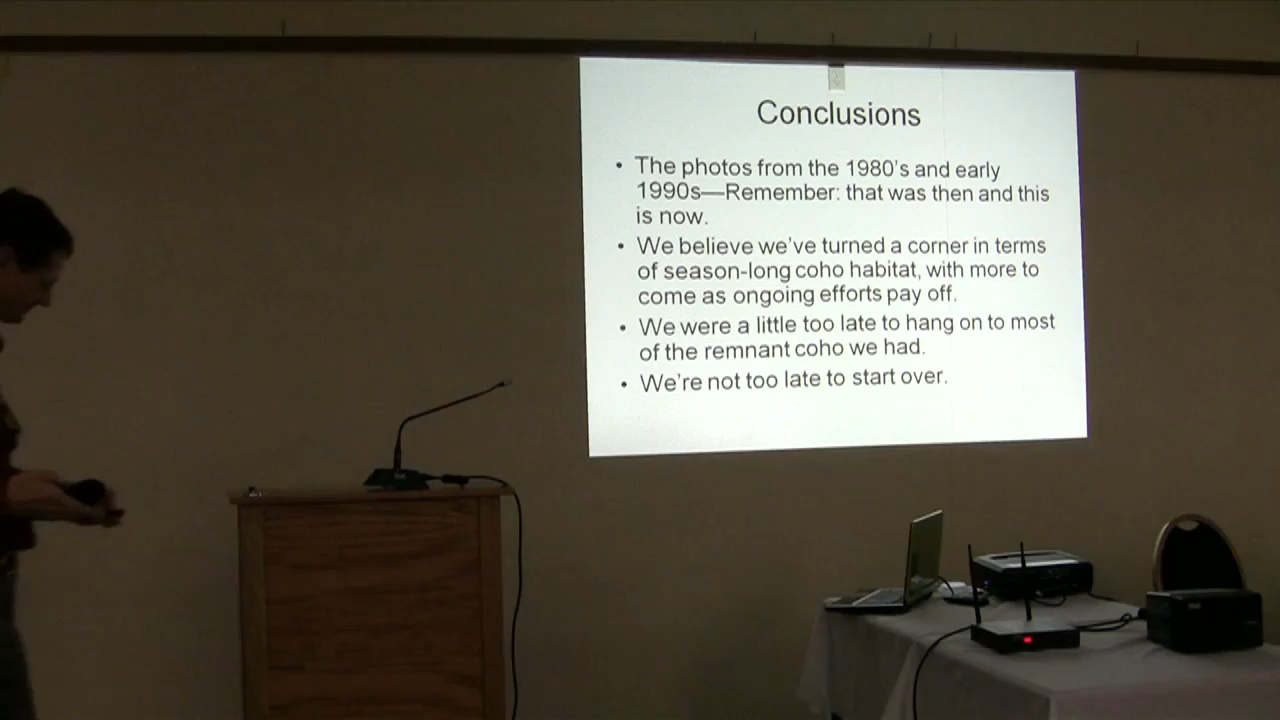 Conclusions
• The photos from the 1980's and early
1990s—Remember: that was then and this
is now.
• We believe we've turned a corner in terms
of season-long coho habitat, with more to
come as ongoing efforts pay off.
• We were a little too late to hang on to most
of the remnant coho we had.
• We're not too late to start over.